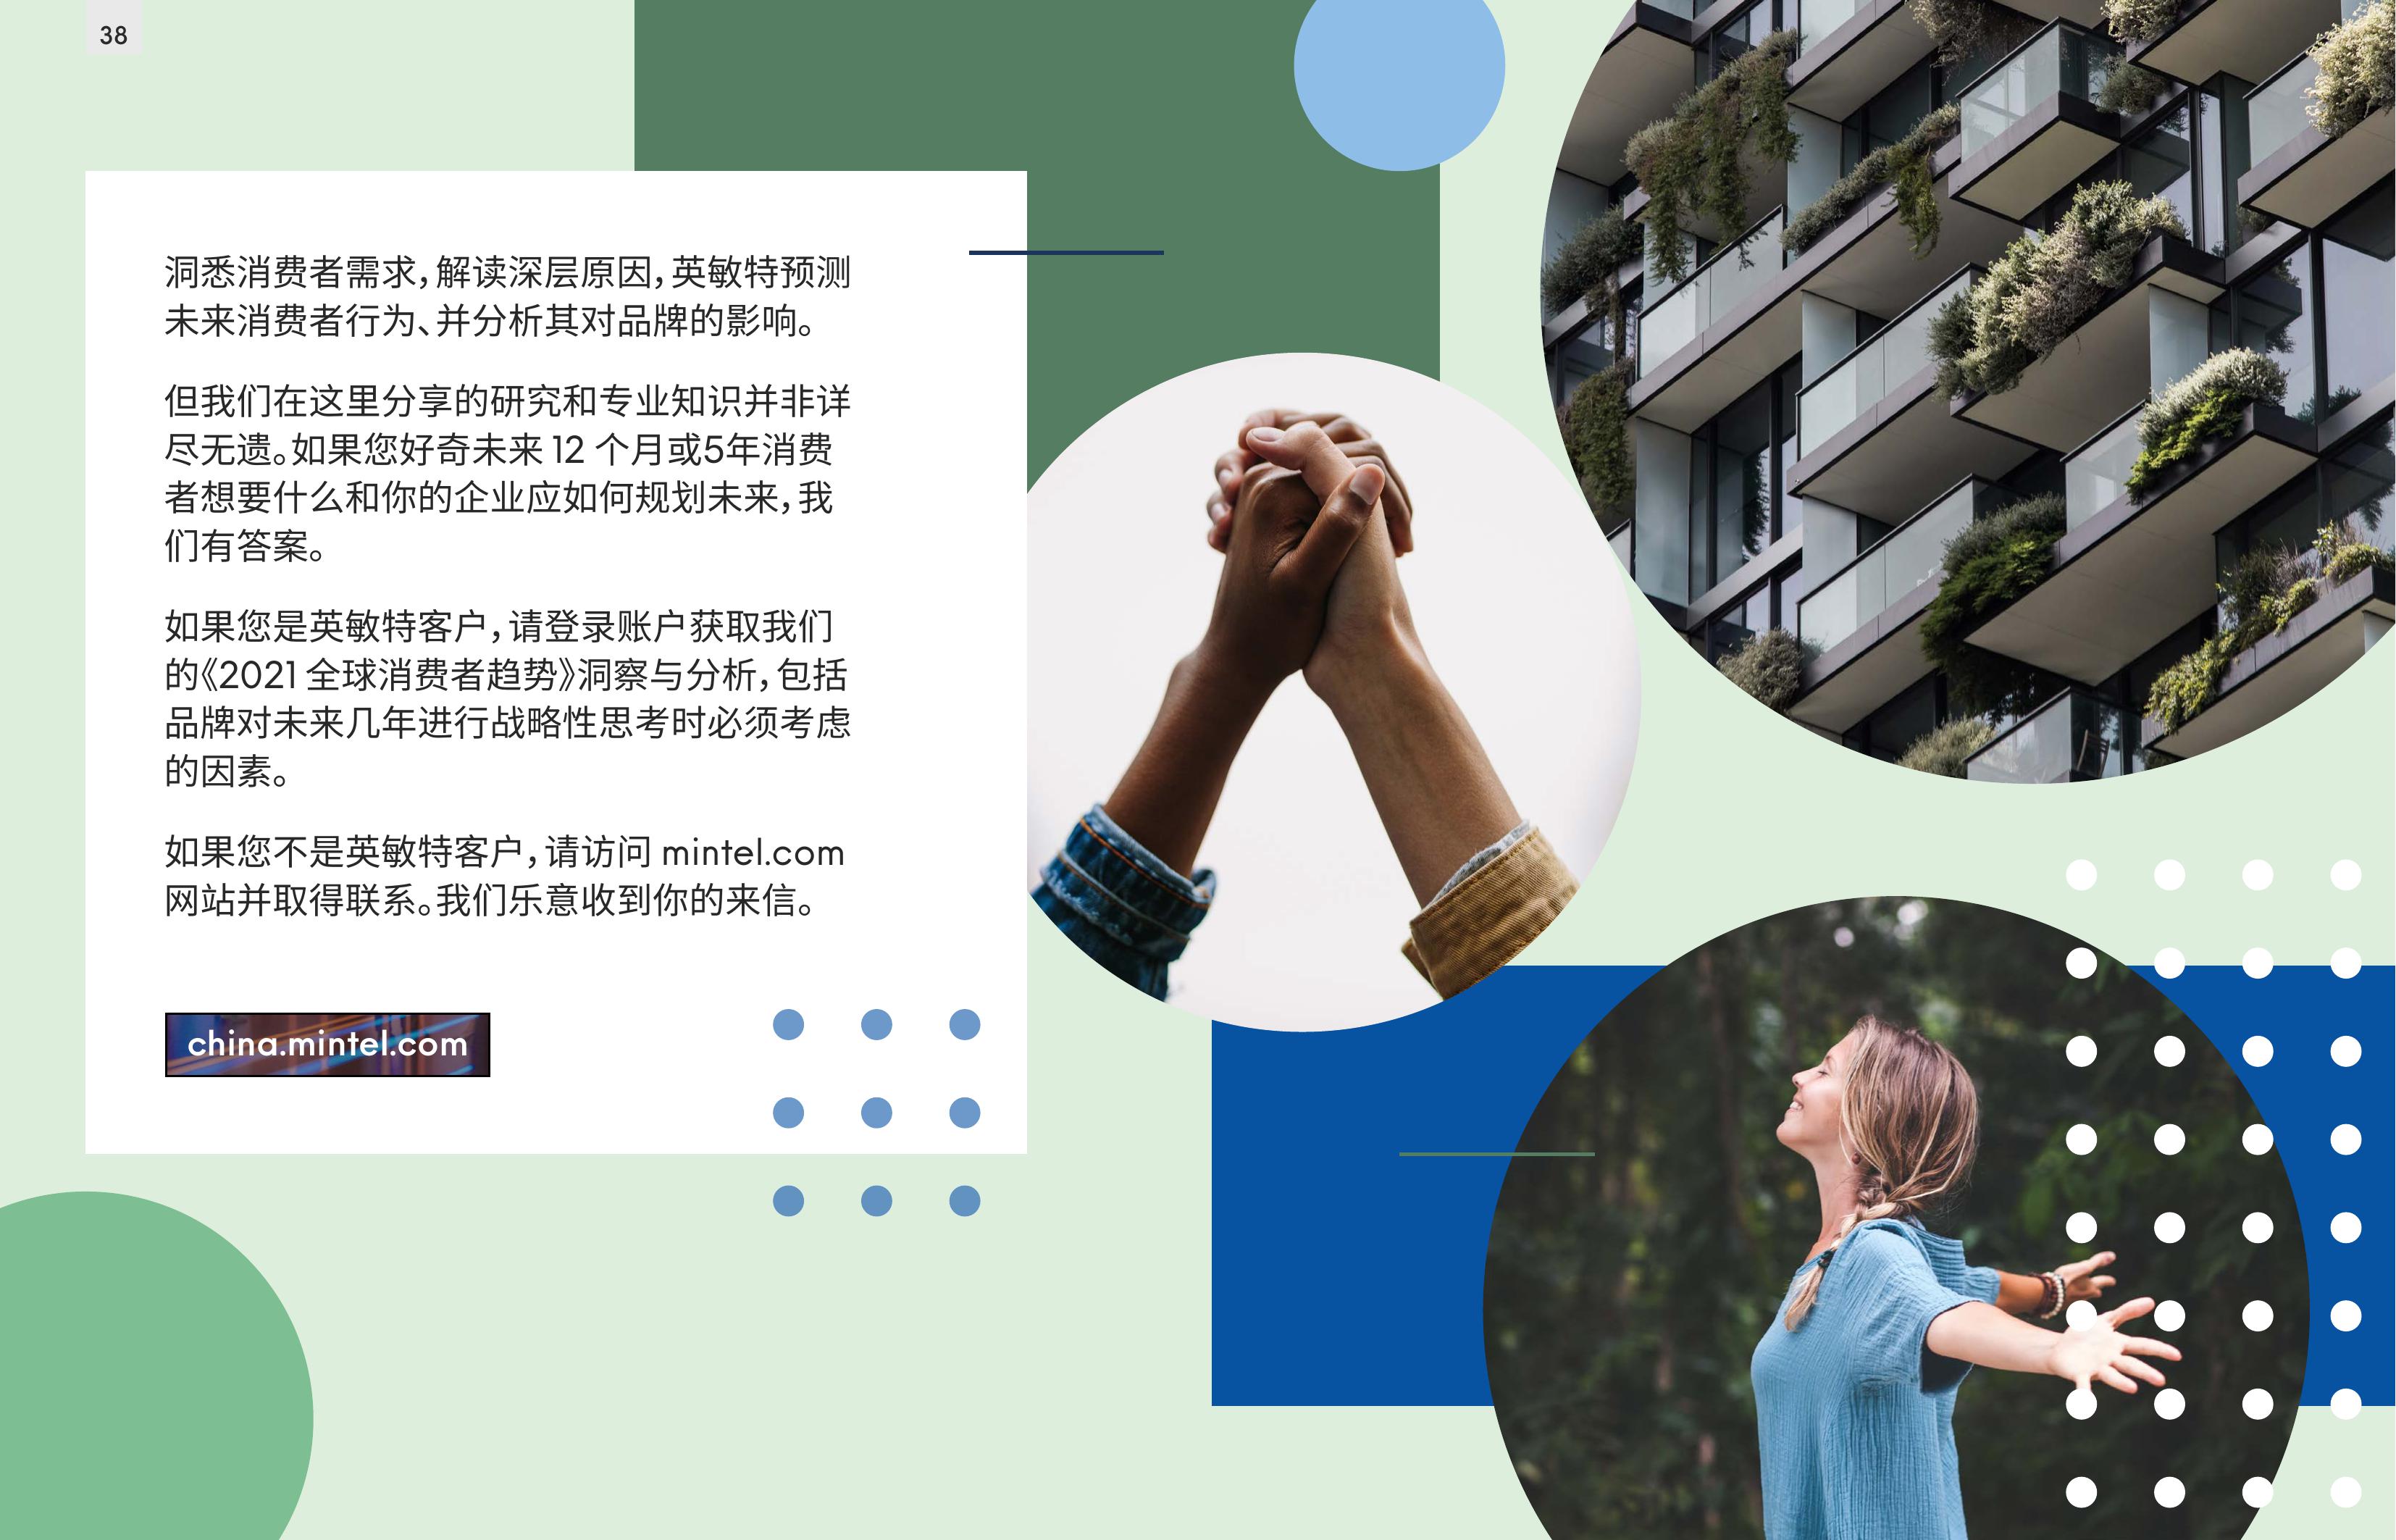 38
洞悉消费者需求，解读深层原因，英敏特预测
未来消费者行为、并分析其对品牌的影响。
但我们在这里分享的研究和专业知识并非详
尽无遗。如果您好奇未来 12 个月或5年消费
者想要什么和你的企业应如何规划未来，我
们有答案。
如果您是英敏特客户，请登录账户获取我们
的《2021 全球消费者趋势》洞察与分析，包括
品牌对未来几年进行战略性思考时必须考虑
的因素。
如果您不是英敏特客户，请访问 mintel.com
网站并取得联系。我们乐意收到你的来信。
china.mintel.com